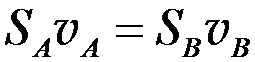 S_A v_A = S_B v_B